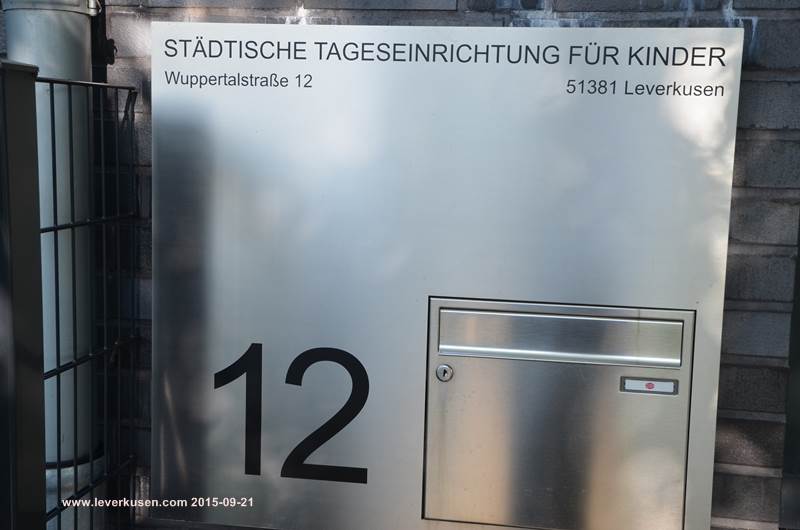 STÄDTISCHE TAGESEINRICHTUNG FÜR KINDER
Wuppertalstraße 12 51381 Leverkusen
12
www.leverkusen.com 2015-09-21